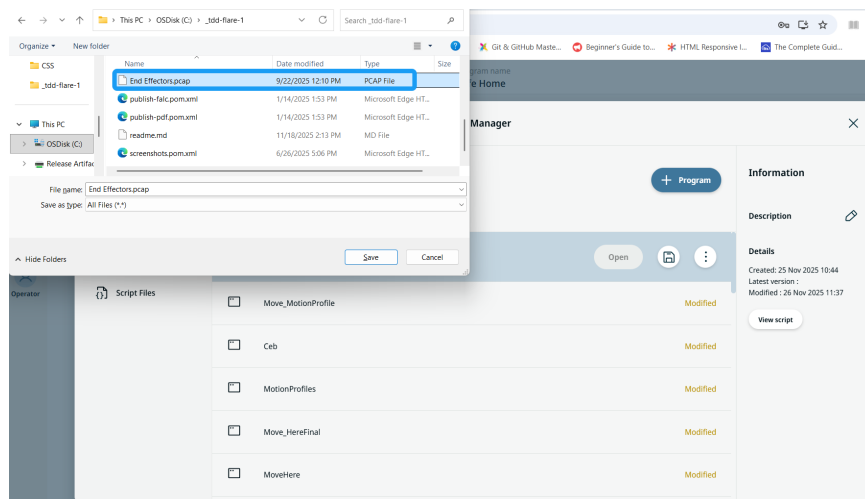 This PC > OSDisk (C:) > _tdd-flare-1
Search _tdd-flare-1
Organize
New folder
CSS
_tdd-flare-1
This PC
OSDisk (C:)
Release Artifac
Name
Date modified
Type
Size
End Effectors.pcap
9/22/2025 12:10 PM
PCAP File
publish-falc.pom.xml
1/14/2025 1:53 PM
Microsoft Edge HT...
publish-pdf.pom.xml
1/14/2025 1:53 PM
Microsoft Edge HT...
readme.md
11/18/2025 2:13 PM
MD File
screenshots.pom.xml
6/26/2025 5:06 PM
Microsoft Edge HT...
File name: End Effectors.pcap
Save as type: All Files (*.*)
Hide Folders
Save
Cancel
Git & GitHub Maste...
Beginner's Guide to...
HTML Responsive I...
The Complete Guid...
gram name
e Home
Manager
Program
Open
Operator
Script Files
Move_MotionProfile
Modified
Ceb
Modified
MotionProfiles
Modified
Move_HereFinal
Modified
MoveHere
Modified
Information
Description
Details
Created: 25 Nov 2025 10:44
Latest version :
Modified : 26 Nov 2025 11:37
View script